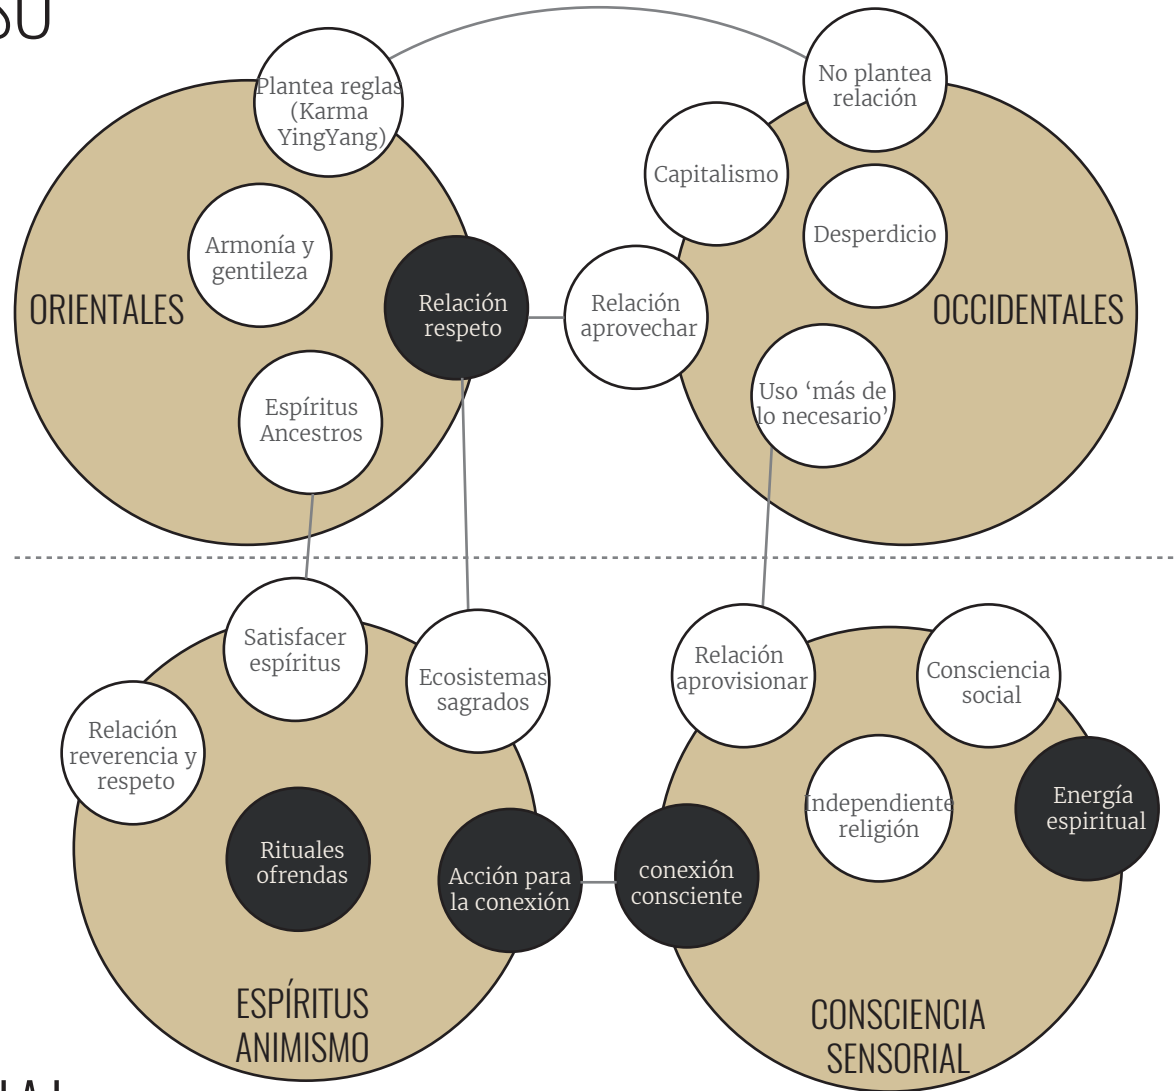 Plantea reglas
(Karma
YingYang)
Armonía y
gentileza
ORIENTALES
Relación
respeto
Espíritus
Ancestros
No plantea
relación
Capitalismo
Desperdicio
Relación
aprovechar
OCCIDENTALES
Uso ‘más de
lo necesario’
Satisfacer
espíritus
Ecosistemas
sagrados
Relación
reverencia y
respeto
Rituales
ofrendas
Acción para
la conexión
ESPÍRITUS
ANIMISMO
Relación
aprovisionar
Consciencia
social
Independiente
religión
Energía
espiritual
conexión
consciente
CONSCIENCIA
SENSORIAL